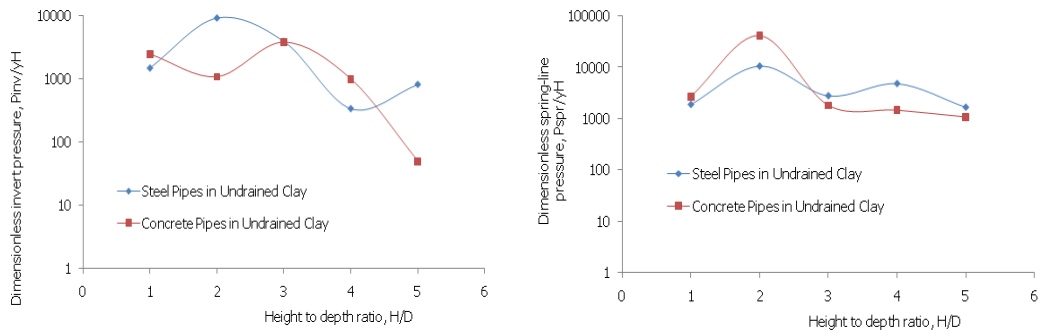 Dimensionless invert pressure, Pinv/yH
10000
1000
100
10
1
0 1 2 3 4 5 6
Height to depth ratio, H/D
Steel Pipes in Undrained Clay
Concrete Pipes in Undrained Clay
Dimensionless spring-line
pressure, Pspr/yH
100000
10000
1000
100
10
1
0 1 2 3 4 5 6
Height to depth ratio, H/D
Steel Pipes in Undrained Clay
Concrete Pipes in Undrained Clay